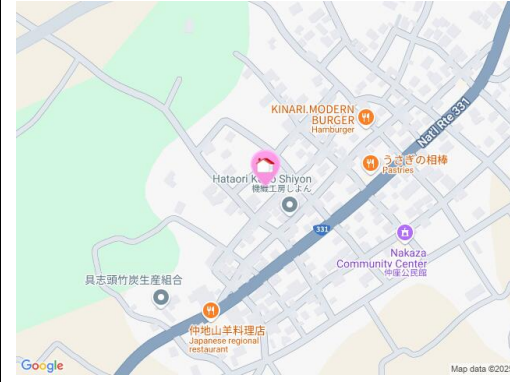 KINARI.MODERN
BURGER
Hamburger
Nat'l Rte 331
うさぎの相棒
Pastries
Shiyon
機織工房しよん
331
Nakaza
Community Center
仲座公民館
具志頭竹炭生産組合
仲地山羊料理店
Japanese regional
restaurant
Google
Map data ©2025